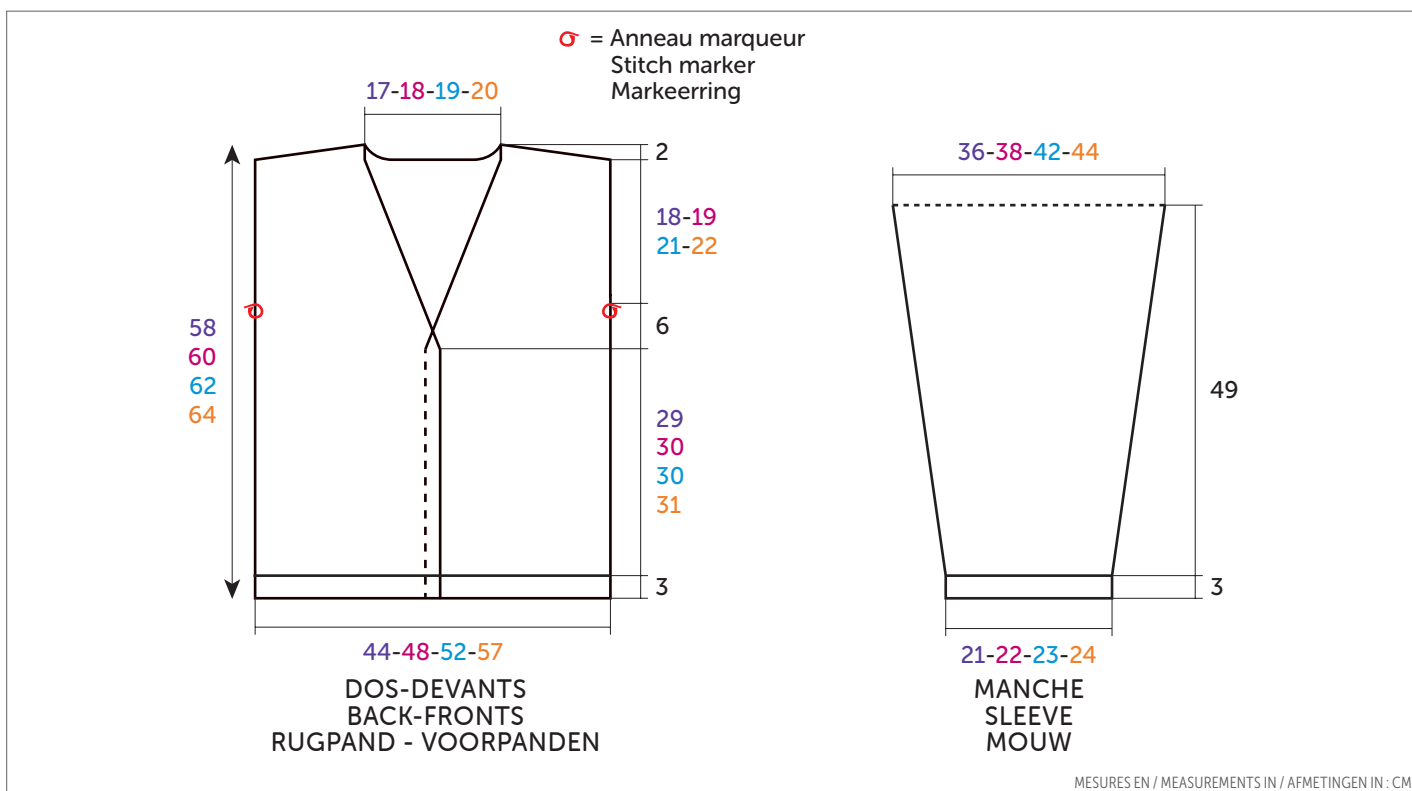 = Anneau marqueur
Stitch marker
Markeerring
17-18-19-20
2
18-19
21-22
6
58
60
62
64
29
30
30
31
3
44-48-52-57
DOS-DEVANTS
BACK-FRONTS
RUGPAND - VOORPANDEN
36-38-42-44
49
3
21-22-23-24
MANCHE
SLEEVE
MOUW
MESURES EN / MEASUREMENTS IN / AFMETINGEN IN : CM